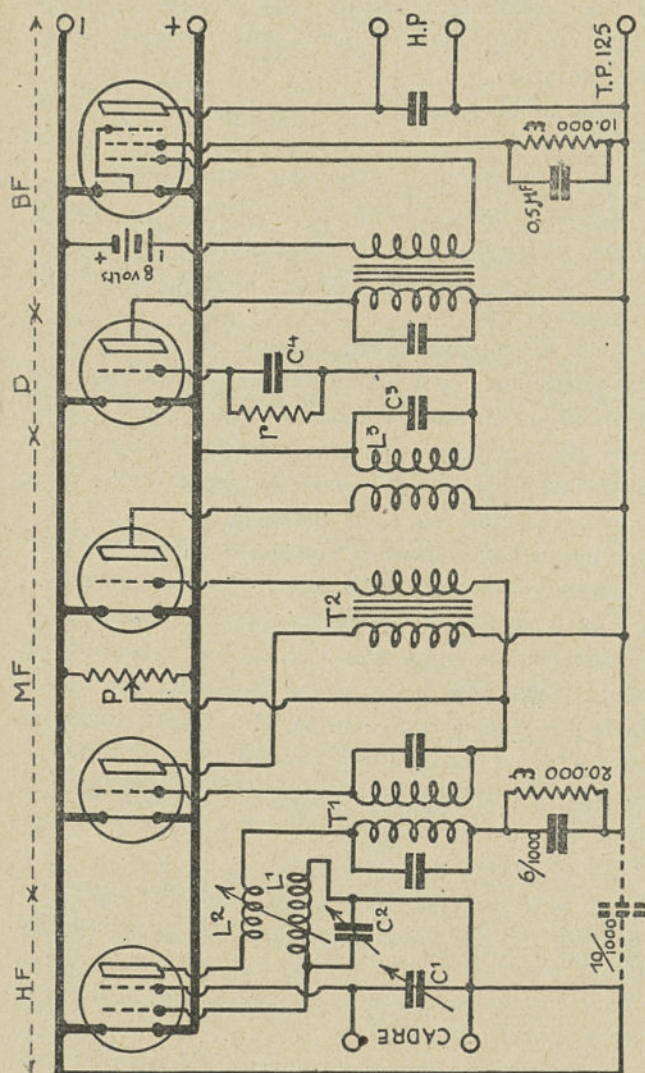 HF
MF
D
BF
-
+
P
+
8 volts
-
L2
L1
C2
C1
CADRE
T1
T2
L3
C3
C4
r
H.P
6/1000
20.000 ω
10/1000
0,5 MF
10.000 ω
T.P. 125